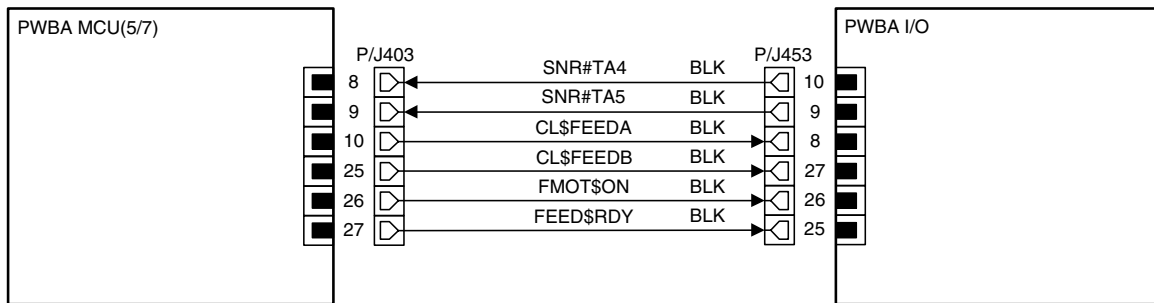 PWBA MCU(5/7)
PWBA I/O
P/J403
P/J453
8 SNR#TA4 BLK 10
9 SNR#TA5 BLK 9
10 CL$FEEDA BLK 8
25 CL$FEEDB BLK 27
26 FMOT$ON BLK 26
27 FEED$RDY BLK 25